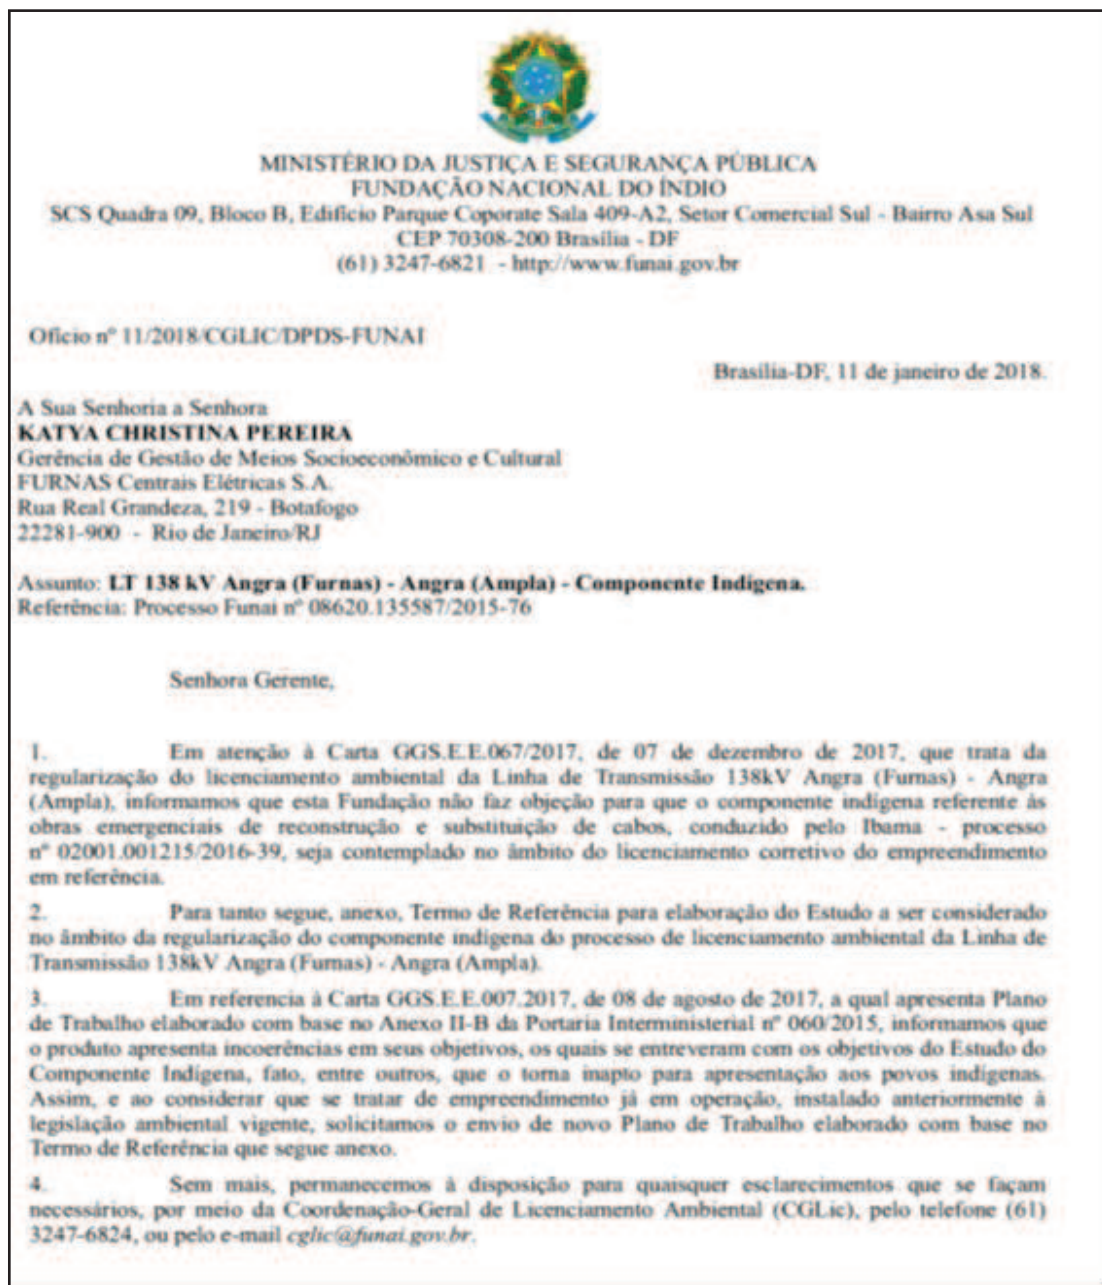 MINISTÉRIO DA JUSTIÇA E SEGURANÇA PÚBLICA
FUNDAÇÃO NACIONAL DO ÍNDIO
SCS Quadra 09, Bloco B, Edifício Parque Coporate Sala 409-A2, Setor Comercial Sul - Bairro Asa Sul
CEP 70308-200 Brasília - DF
(61) 3247-6821 - http://www.funai.gov.br
Ofício nº 11/2018/CGLIC/DPDS-FUNAI
Brasília-DF, 11 de janeiro de 2018.
A Sua Senhoria a Senhora
KATYA CHRISTINA PEREIRA
Gerência de Gestão de Meios Socioeconômico e Cultural
FURNAS Centrais Elétricas S.A.
Rua Real Grandeza, 219 - Botafogo
22281-900 - Rio de Janeiro/RJ
Assunto: LT 138 kV Angra (Furnas) - Angra (Ampla) - Componente Indígena.
Referência: Processo Funai nº 08620.135587/2015-76
Senhora Gerente,
1. Em atenção à Carta GGS.E.E.067/2017, de 07 de dezembro de 2017, que trata da
regularização do licenciamento ambiental da Linha de Transmissão 138kV Angra (Furnas) - Angra
(Ampla), informamos que esta Fundação não faz objeção para que o componente indígena referente às
obras emergenciais de reconstrução e substituição de cabos, conduzido pelo Ibama - processo
nº 02001.001215/2016-39, seja contemplado no âmbito do licenciamento corretivo do empreendimento
em referência.
2. Para tanto segue, anexo, Termo de Referência para elaboração do Estudo a ser considerado
no âmbito da regularização do componente indígena do processo de licenciamento ambiental da Linha de
Transmissão 138kV Angra (Furnas) - Angra (Ampla).
3. Em referencia à Carta GGS.E.E.007.2017, de 08 de agosto de 2017, a qual apresenta Plano
de Trabalho elaborado com base no Anexo II-B da Portaria Interministerial nº 060/2015, informamos que
o produto apresenta incoerências em seus objetivos, os quais se entreveram com os objetivos do Estudo do
Componente Indígena, fato, entre outros, que o torna inapto para apresentação aos povos indígenas.
Assim, e ao considerar que se tratar de empreendimento já em operação, instalado anteriormente à
legislação ambiental vigente, solicitamos o envio de novo Plano de Trabalho elaborado com base no
Termo de Referência que segue anexo.
4. Sem mais, permanecemos à disposição para quaisquer esclarecimentos que se façam
necessários, por meio da Coordenação-Geral de Licenciamento Ambiental (CGLic), pelo telefone (61)
3247-6824, ou pelo e-mail cglic@funai.gov.br.